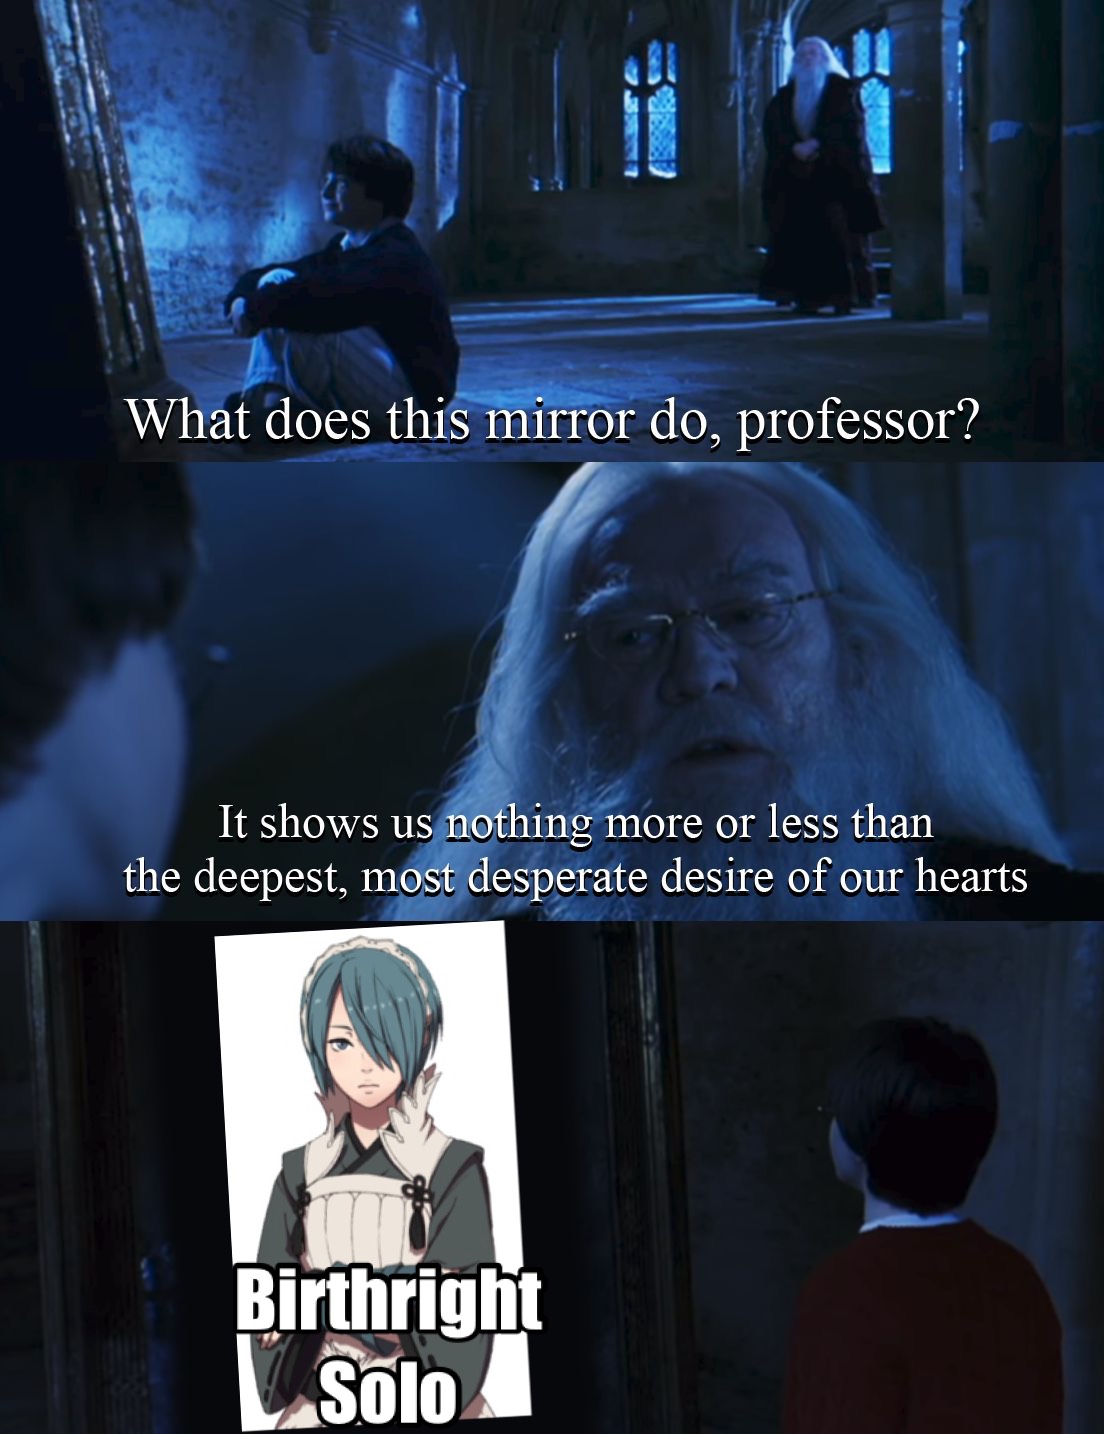 What does this mirror do, professor?
It shows us nothing more or less than
the deepest, most desperate desire of our hearts
Birthright
Solo